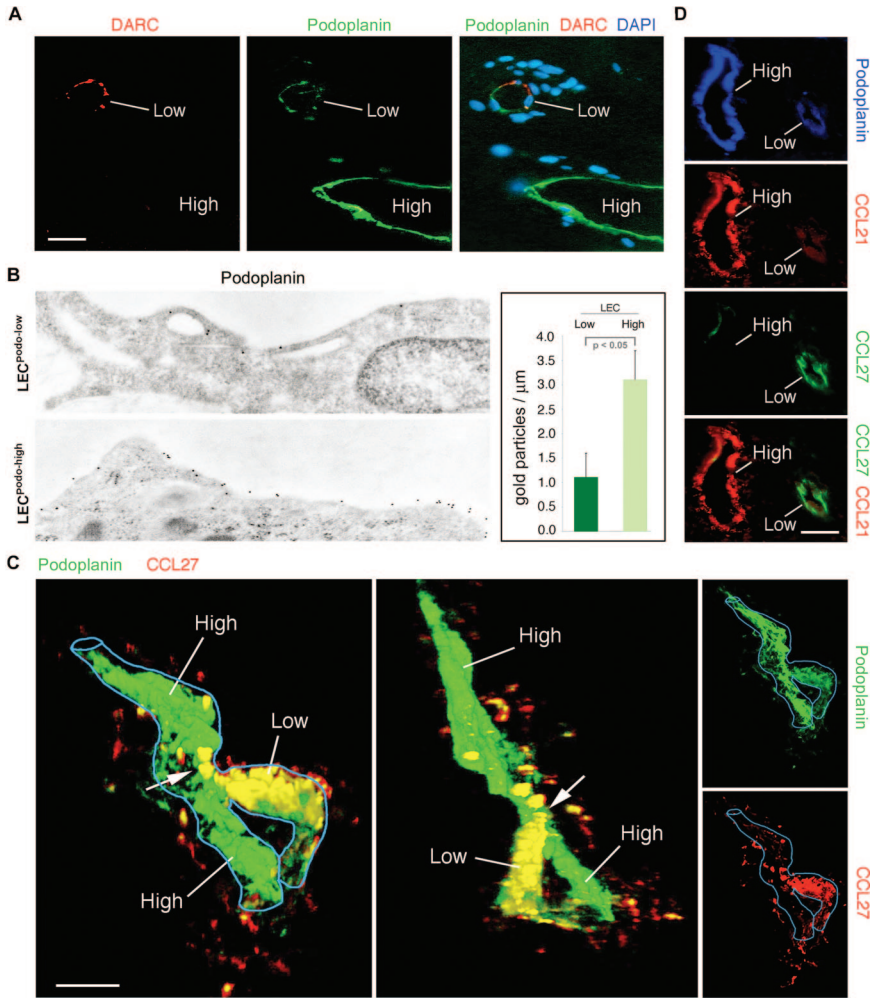 A
DARC
Podoplanin
Podoplanin DARC DAPI
Low
High
Low
High
Low
High
B
Podoplanin
LECPodo-low
LECPodo-high
LEC
Low High
p < 0.05
gold particles / µm
4.0
3.5
3.0
2.5
2.0
1.5
1.0
0.5
0.0
C
Podoplanin CCL27
High
Low
High
High
Low
High
Podoplanin
CCL27
D
High
Low
Podoplanin
High
Low
CCL21
High
Low
CCL27
High
Low
CCL27
CCL21